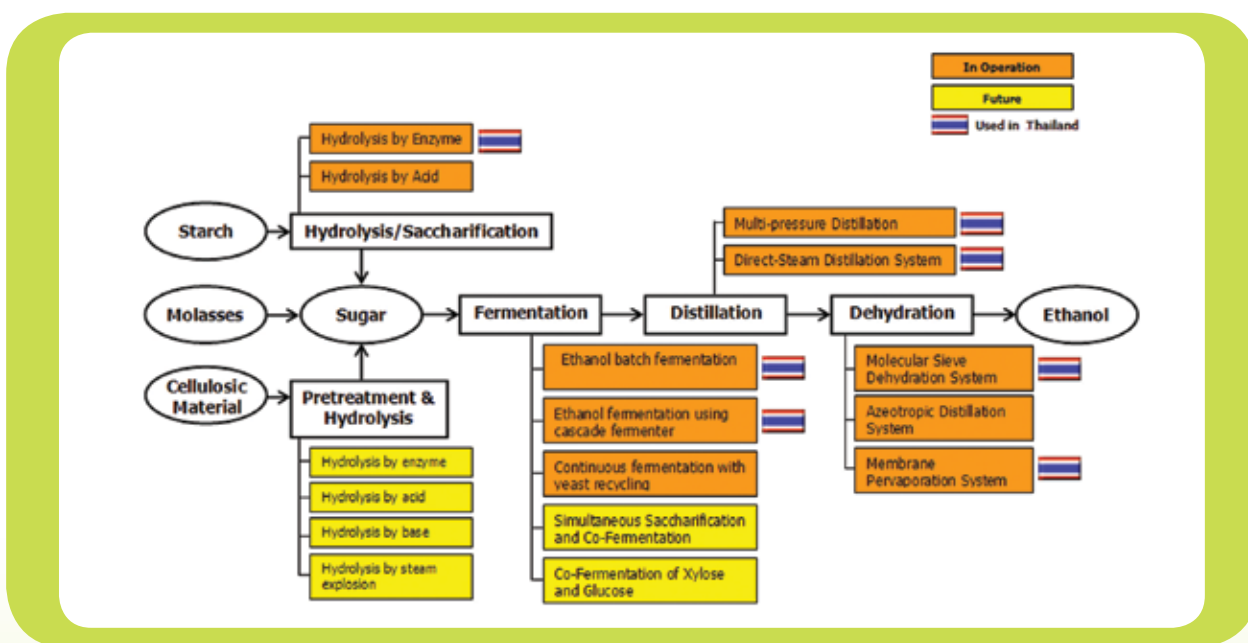 In Operation
Future
Used in Thailand
Hydrolysis by Enzyme
Hydrolysis by Acid
Starch
Hydrolysis/Saccharification
Multi-pressure Distillation
Direct-Steam Distillation System
Molasses
Sugar
Fermentation
Distillation
Dehydration
Ethanol
Cellulosic
Material
Pretreatment &
Hydrolysis
Hydrolysis by enzyme
Hydrolysis by acid
Hydrolysis by base
Hydrolysis by steam
explosion
Ethanol batch fermentation
Ethanol fermentation using
cascade fermenter
Continuous fermentation with
yeast recycling
Simultaneous Saccharification
and Co-Fermentation
Co-Fermentation of Xylose
and Glucose
Molecular Sieve
Dehydration System
Azeotropic Distillation
System
Membrane
Pervaporation System